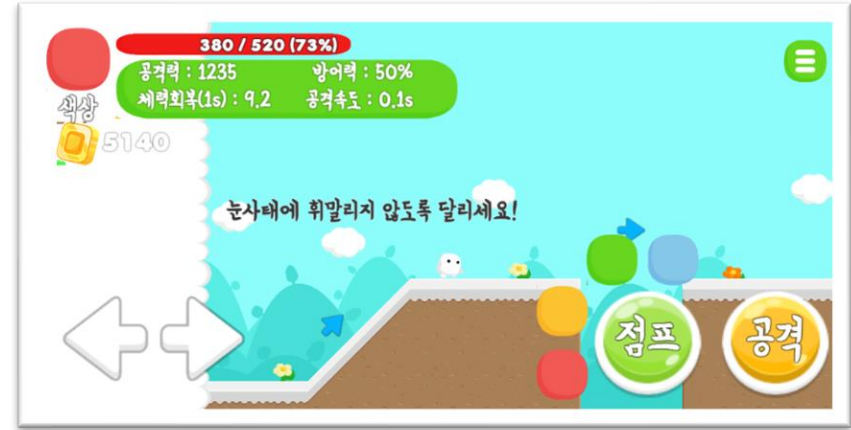 380 / 520 (73%)
공격력 : 1235 방어력 : 50%
체력회복(1s) : 9.2 공격속도 : 0.1s
색상
5140
눈사태에 휘말리지 않도록 달리세요!
점프 공격